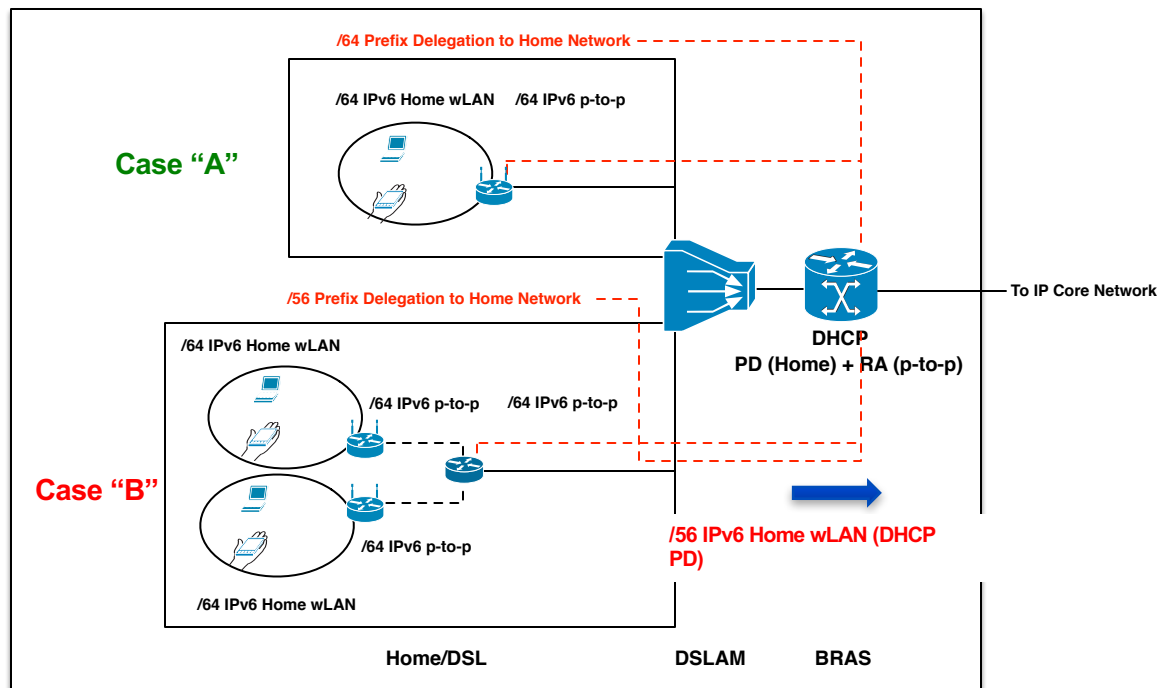 /64 Prefix Delegation to Home Network
/64 IPv6 Home wLAN
/64 IPv6 p-to-p
Case “A”
/56 Prefix Delegation to Home Network
To IP Core Network
DHCP
PD (Home) + RA (p-to-p)
/64 IPv6 Home wLAN
/64 IPv6 p-to-p
/64 IPv6 p-to-p
Case “B”
/64 IPv6 p-to-p
/64 IPv6 Home wLAN
/56 IPv6 Home wLAN (DHCP
PD)
Home/DSL
DSLAM
BRAS